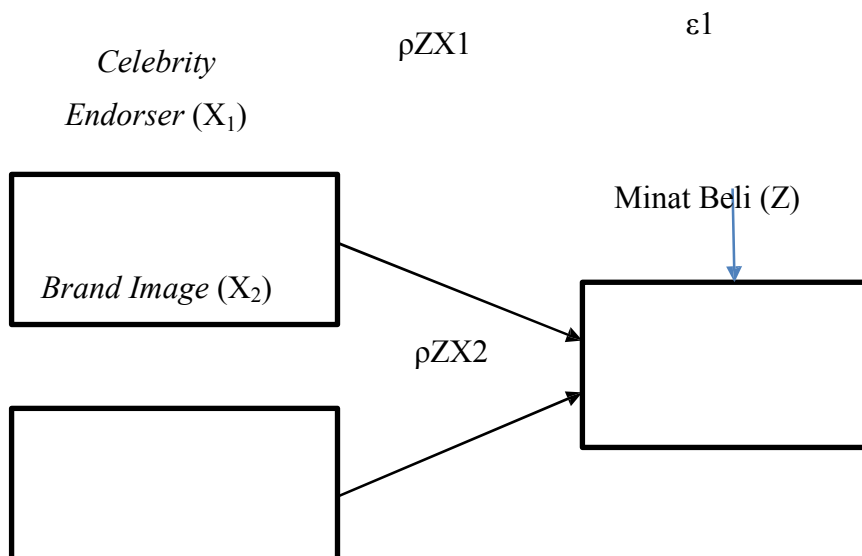 ρZX1
ε1
Celebrity
Endorser (X₁)
Minat Beli (Z)
Brand Image (X₂)
ρZX2